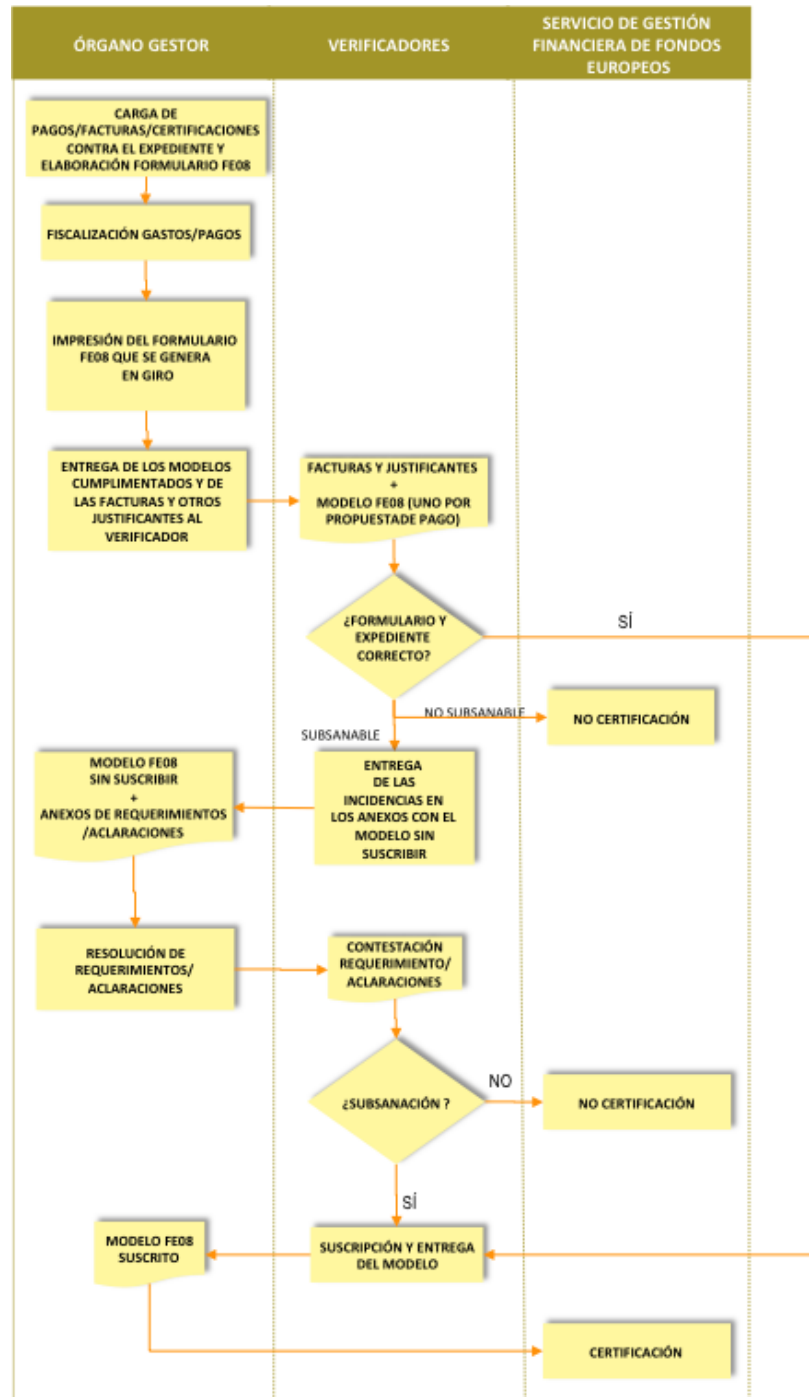 ÓRGANO GESTOR
VERIFICADORES
SERVICIO DE GESTIÓN
FINANCIERA DE FONDOS
EUROPEOS
CARGA DE
PAGOS/FACTURAS/CERTIFICACIONES
CONTRA EL EXPEDIENTE Y
ELABORACIÓN FORMULARIO FE08
FISCALIZACIÓN GASTOS/PAGOS
IMPRESIÓN DEL FORMULARIO
FE08 QUE SE GENERA
EN GIRO
ENTREGA DE LOS MODELOS
CUMPLIMENTADOS Y DE
LAS FACTURAS Y OTROS
JUSTIFICANTES AL
VERIFICADOR
FACTURAS Y JUSTIFICANTES
+
MODELO FE08 (UNO POR
PROPUESTADE PAGO)
¿FORMULARIO Y
EXPEDIENTE
CORRECTO?
SÍ
NO SUBSANABLE
NO CERTIFICACIÓN
SUBSANABLE
ENTREGA
DE LAS
INCIDENCIAS EN
LOS ANEXOS CON EL
MODELO SIN
SUSCRIBIR
MODELO FE08
SIN SUSCRIBIR
+
ANEXOS DE REQUERIMIENTOS
/ACLARACIONES
RESOLUCIÓN DE
REQUERIMIENTOS/
ACLARACIONES
CONTESTACIÓN
REQUERIMIENTO/
ACLARACIONES
¿SUBSANACIÓN ?
NO
NO CERTIFICACIÓN
SÍ
SUSCRIPCIÓN Y ENTREGA
DEL MODELO
MODELO FE08
SUSCRITO
CERTIFICACIÓN